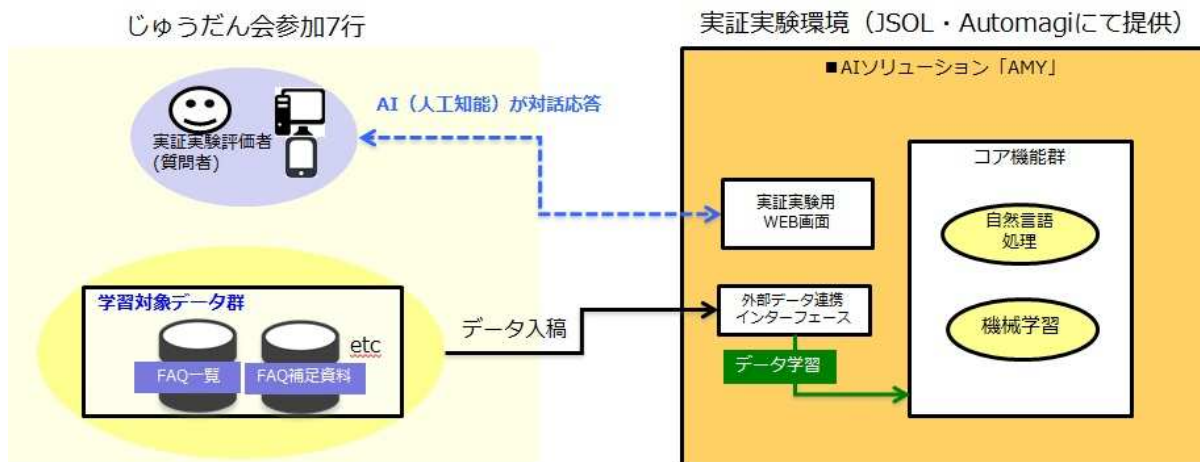 じゅうだん会参加7行
実証実験環境（JSOL・Automagiにて提供）
■AIソリューション「AMY」
AI（人工知能）が対話応答
実証実験評価者
(質問者)
コア機能群
実証実験用
WEB画面
自然言語
処理
学習対象データ群
etc
FAQ一覧
FAQ補足資料
データ入稿
外部データ連携
インターフェース
機械学習
データ学習